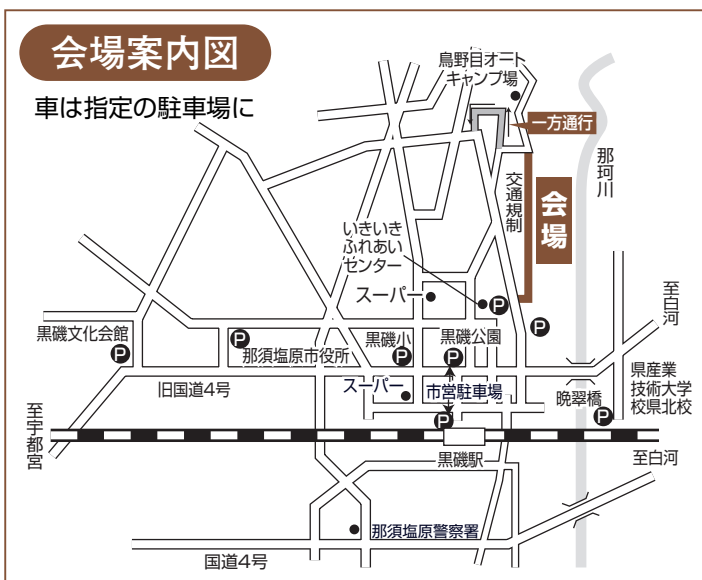 会場案内図
車は指定の駐車場に
鳥野目オート
キャンプ場
一方通行
那珂川
交通規制
会場
いきいき
ふれあい
センター
スーパー
P
P
至白河
黒磯文化会館
P
P
那須塩原市役所
黒磯小
P
黒磯公園
P
旧国道4号
スーパー
市営駐車場
P
晩翠橋
P
県産業
技術大学
校県北校
至宇都宮
黒磯駅
至白河
那須塩原警察署
国道4号